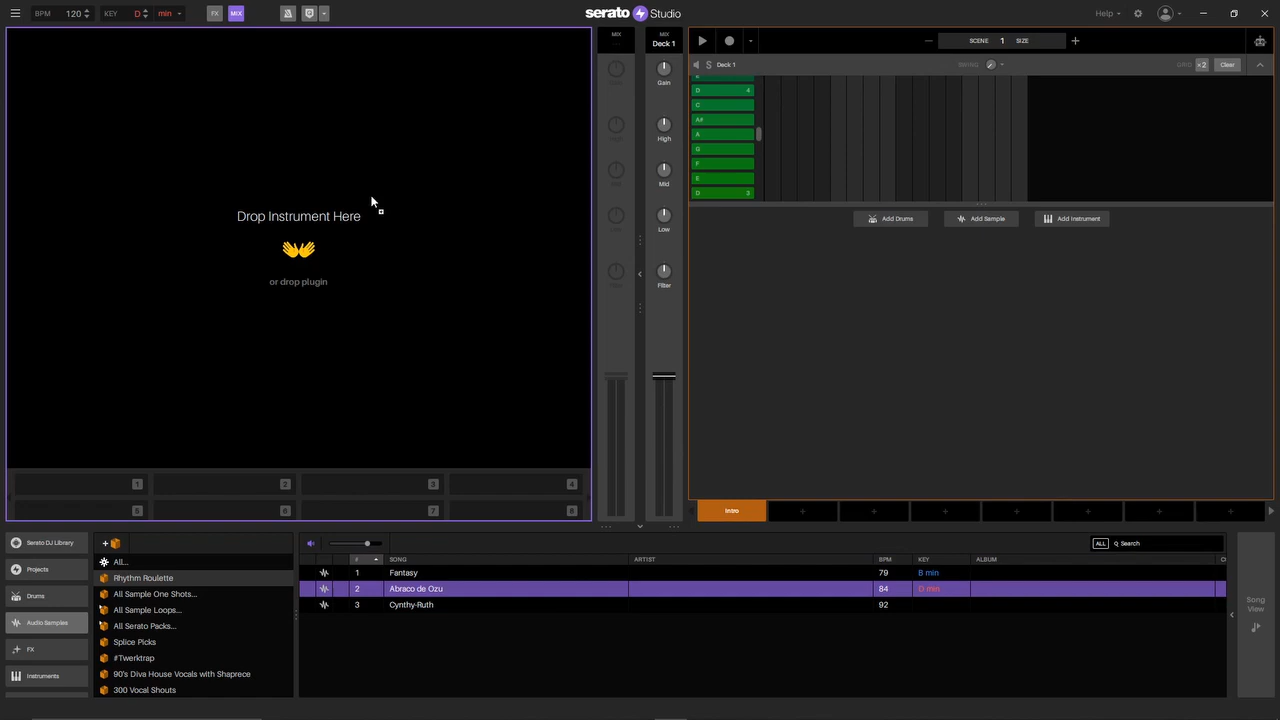 BPM 120 KEY D min FX MIX serato Studio Help
MIX MIX
Deck 1
SCENE 1 SIZE
S Deck 1 SWING GRID ×2 Clear
Gain
High
Mid
Low
Filter
D 4
C
A#
A
G
F
E
D 3
Drop Instrument Here
or drop plugin
Add Drums Add Sample Add Instrument
1 2 3 4
5 6 7 8
Intro + + + + + + +
Serato DJ Library
Projects
Drums
Audio Samples
FX
Instruments
+
All...
Rhythm Roulette
All Sample One Shots...
All Sample Loops...
All Serato Packs...
Splice Picks
#Twerktrap
90's Diva House Vocals with Shaprece
300 Vocal Shouts
ALL Search
# SONG ARTIST BPM KEY ALBUM
1 Fantasy 79 B min
2 Abraco de Ozu 84 D min
3 Cynthy-Ruth 92
Song
View